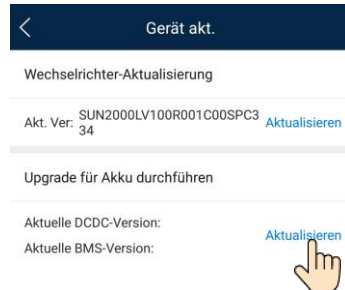 Gerät akt.
Wechselrichter-Aktualisierung
Akt. Ver: SUN2000LV100R001C00SPC3
34
Aktualisieren
Upgrade für Akku durchführen
Aktuelle DCDC-Version:
Aktualisieren
Aktuelle BMS-Version: